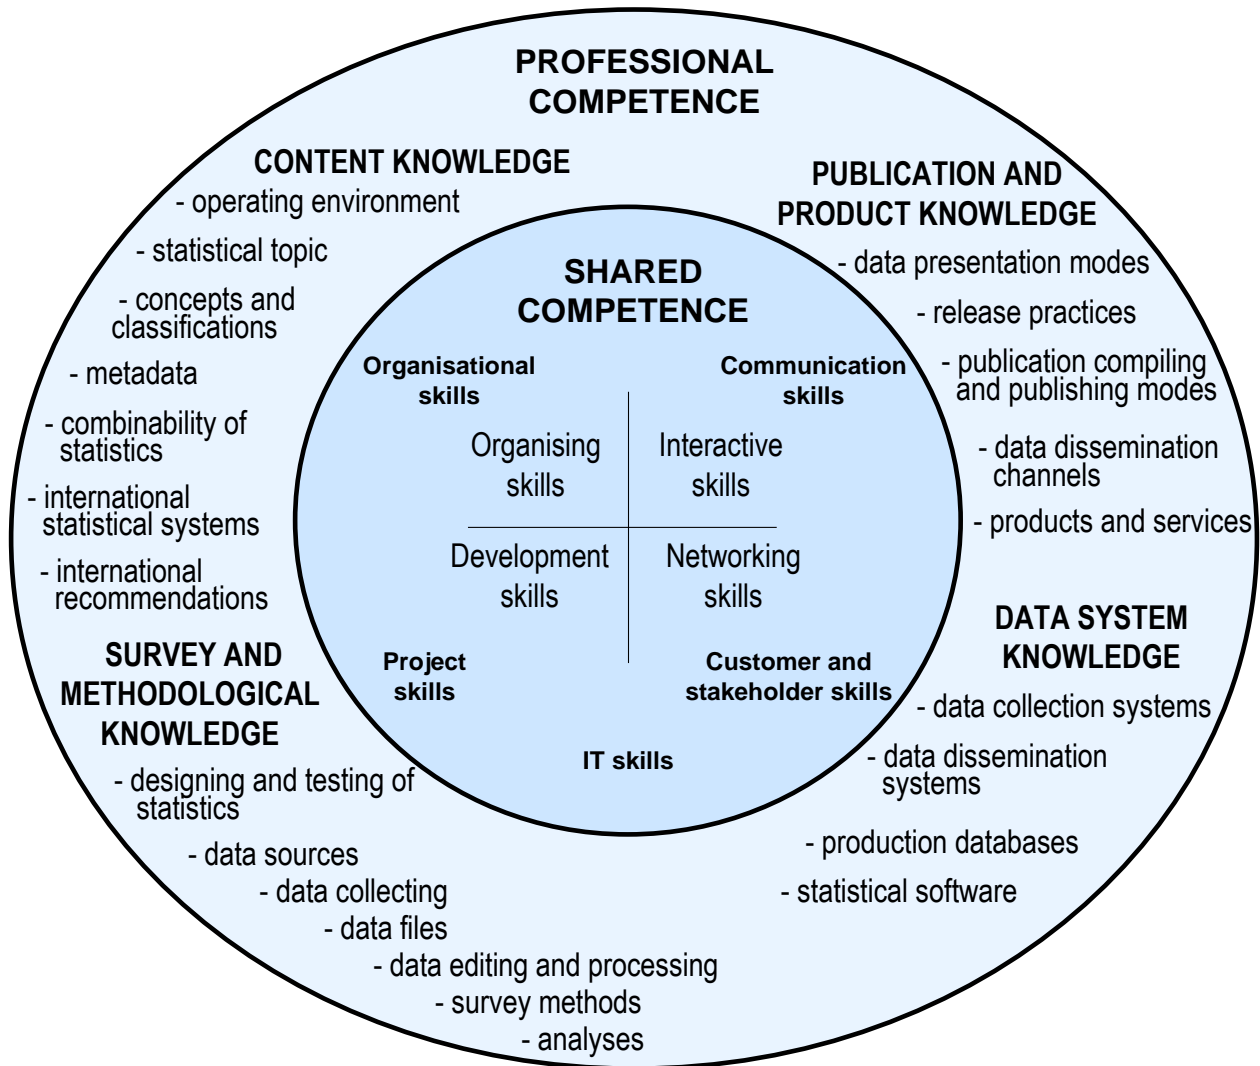 PROFESSIONAL
COMPETENCE
CONTENT KNOWLEDGE
- operating environment
- statistical topic
- concepts and
classifications
- metadata
- combinability of
statistics
- international
statistical systems
- international
recommendations
PUBLICATION AND
PRODUCT KNOWLEDGE
- data presentation modes
- release practices
- publication compiling
and publishing modes
- data dissemination
channels
- products and services
SHARED
COMPETENCE
Organisational
skills
Communication
skills
Organising
skills
Interactive
skills
Development
skills
Networking
skills
Project
skills
Customer and
stakeholder skills
IT skills
SURVEY AND
METHODOLOGICAL
KNOWLEDGE
- designing and testing of
statistics
- data sources
- data collecting
- data files
- data editing and processing
- survey methods
- analyses
DATA SYSTEM
KNOWLEDGE
- data collection systems
- data dissemination
systems
- production databases
- statistical software